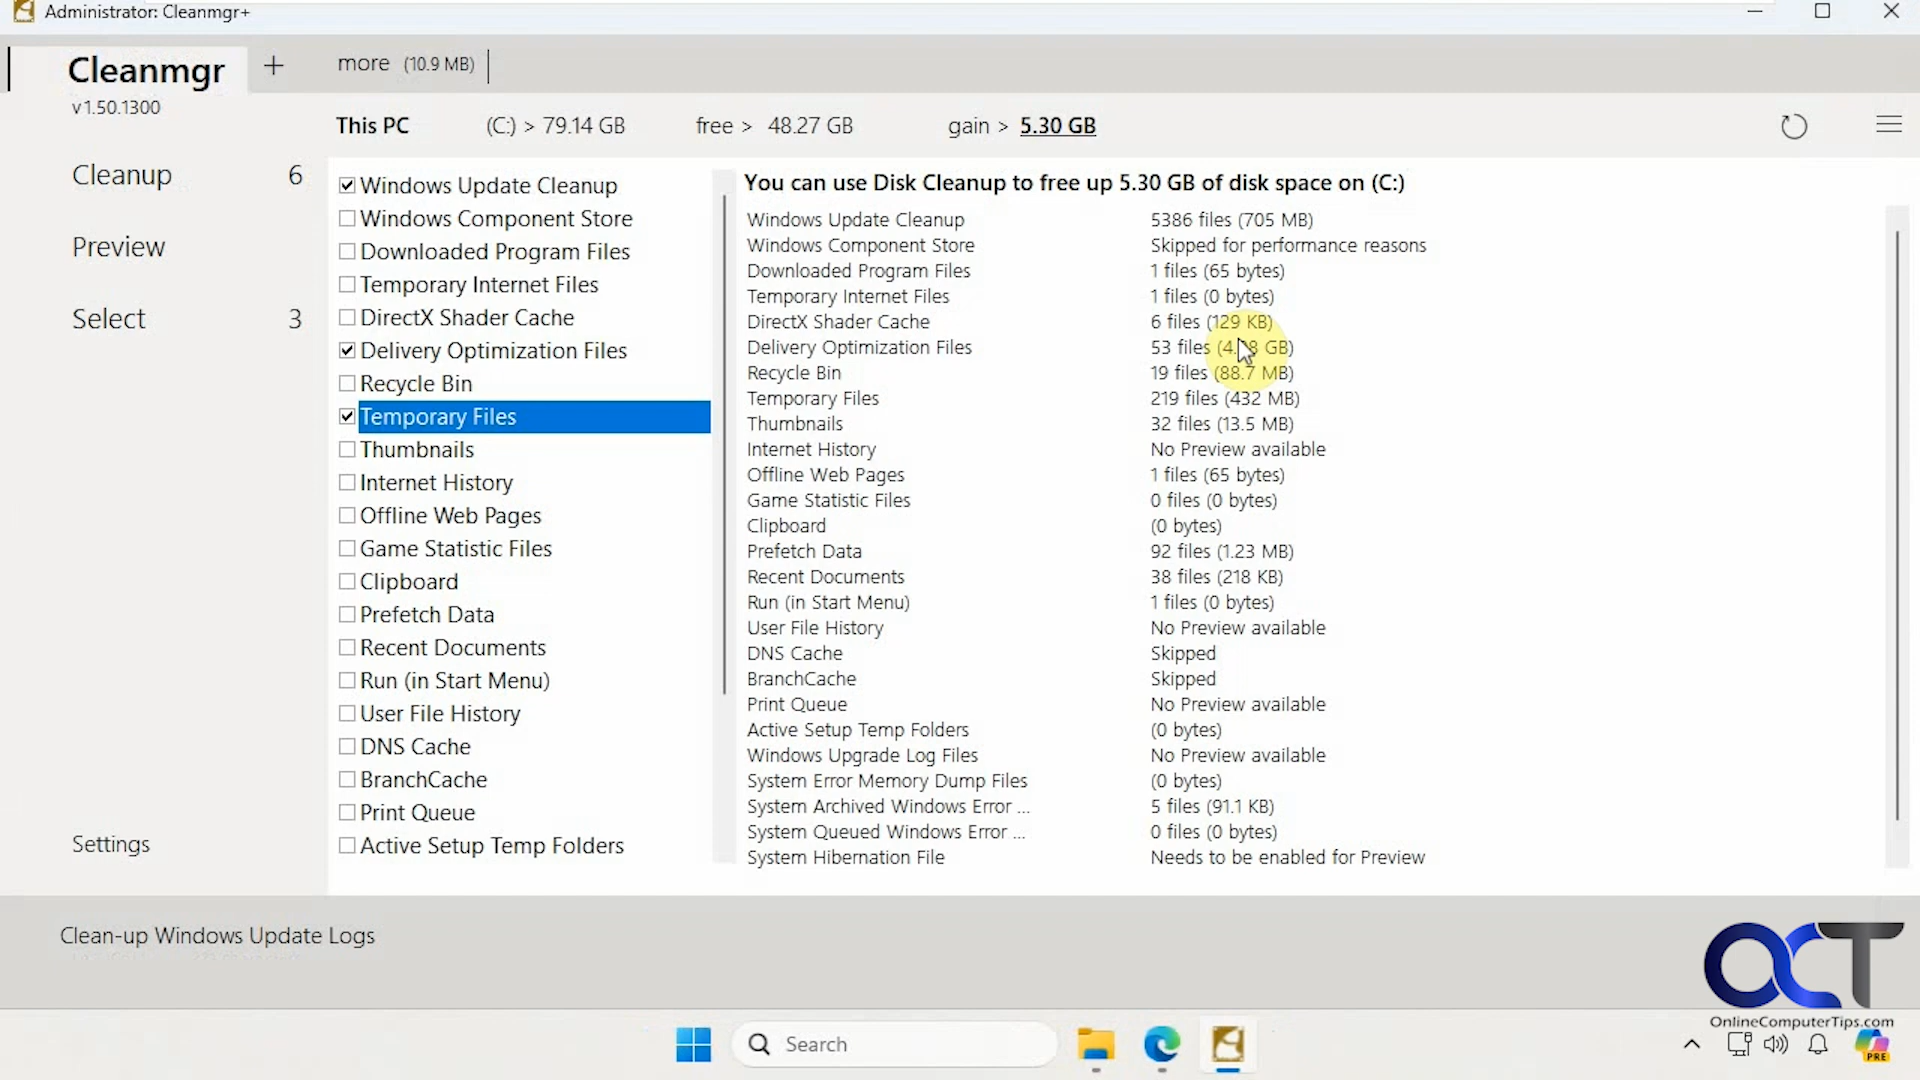 Administrator: Cleanmgr+
Cleanmgr
v1.50.1300
+
more (10.9 MB)
This PC (C:) > 79.14 GB free > 48.27 GB gain > 5.30 GB
Cleanup 6
Preview
Select 3
Settings
Windows Update Cleanup
Windows Component Store
Downloaded Program Files
Temporary Internet Files
DirectX Shader Cache
Delivery Optimization Files
Recycle Bin
Temporary Files
Thumbnails
Internet History
Offline Web Pages
Game Statistic Files
Clipboard
Prefetch Data
Recent Documents
Run (in Start Menu)
User File History
DNS Cache
BranchCache
Print Queue
Active Setup Temp Folders
You can use Disk Cleanup to free up 5.30 GB of disk space on (C:)
Windows Update Cleanup 5386 files (705 MB)
Windows Component Store Skipped for performance reasons
Downloaded Program Files 1 files (65 bytes)
Temporary Internet Files 1 files (0 bytes)
DirectX Shader Cache 6 files (129 KB)
Delivery Optimization Files 53 files GB)
Recycle Bin 19 files (88.7 MB)
Temporary Files 219 files (432 MB)
Thumbnails 32 files (13.5 MB)
Internet History No Preview available
Offline Web Pages 1 files (65 bytes)
Game Statistic Files 0 files (0 bytes)
Clipboard (0 bytes)
Prefetch Data 92 files (1.23 MB)
Recent Documents 38 files (218 KB)
Run (in Start Menu) 1 files (0 bytes)
User File History No Preview available
DNS Cache Skipped
BranchCache Skipped
Print Queue No Preview available
Active Setup Temp Folders (0 bytes)
Windows Upgrade Log Files No Preview available
System Error Memory Dump Files (0 bytes)
System Archived Windows Error ... 5 files (91.1 KB)
System Queued Windows Error ... 0 files (0 bytes)
System Hibernation File Needs to be enabled for Preview
Clean-up Windows Update Logs
OCT
OnlineComputerTips.com
Search
PRE